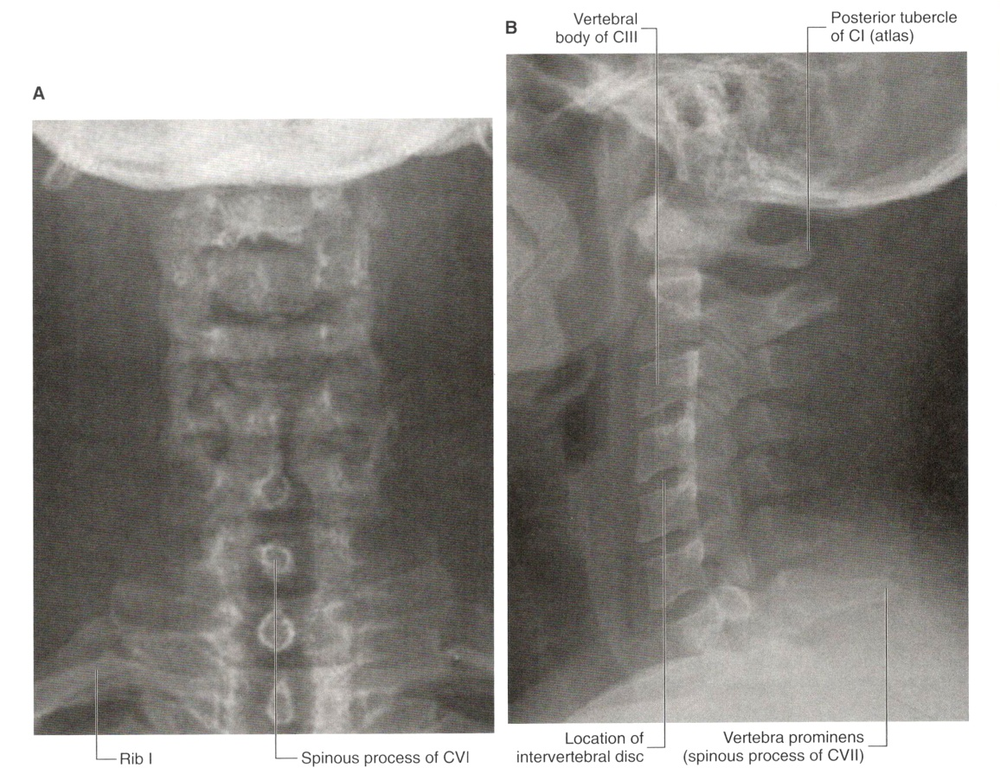 A
Rib I
Spinous process of CVI
B
Vertebral
body of CIII
Posterior tubercle
of CI (atlas)
Location of
intervertebral disc
Vertebra prominens
(spinous process of CVII)